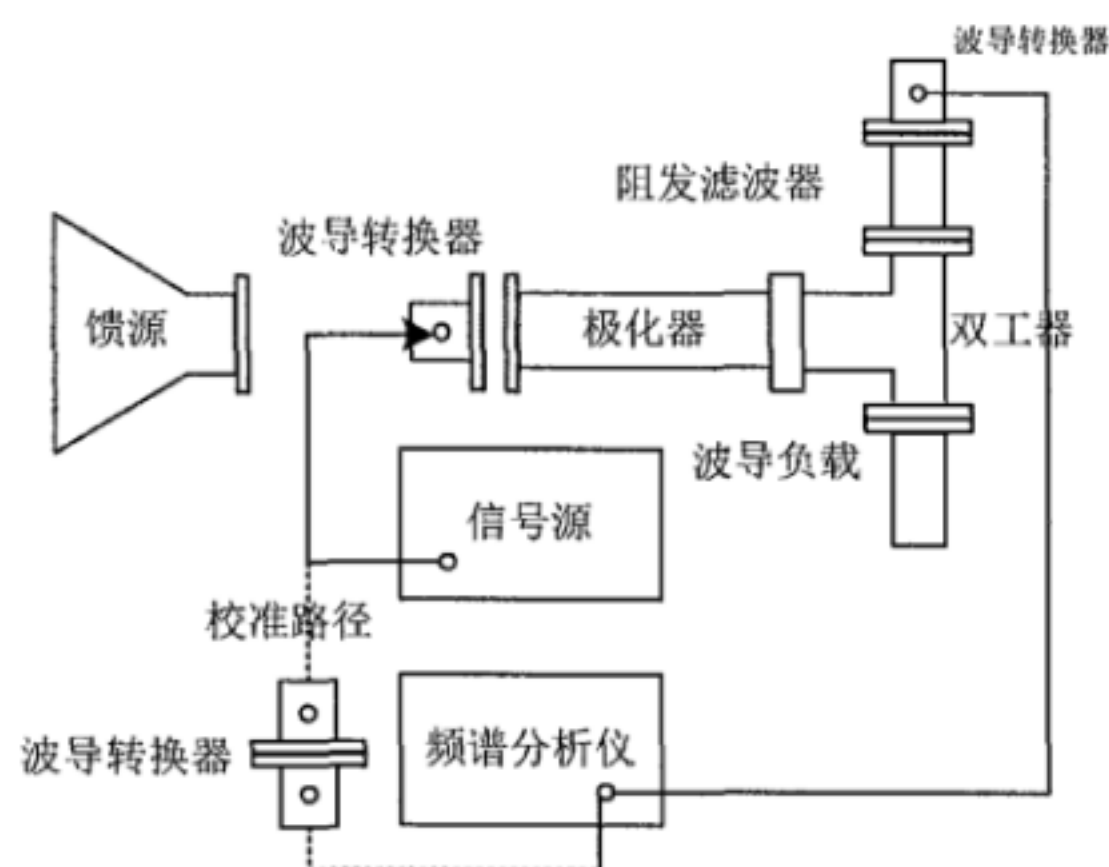 波导转换器
阻发滤波器
波导转换器
馈源
极化器
双工器
波导负载
信号源
校准路径
波导转换器
频谱分析仪